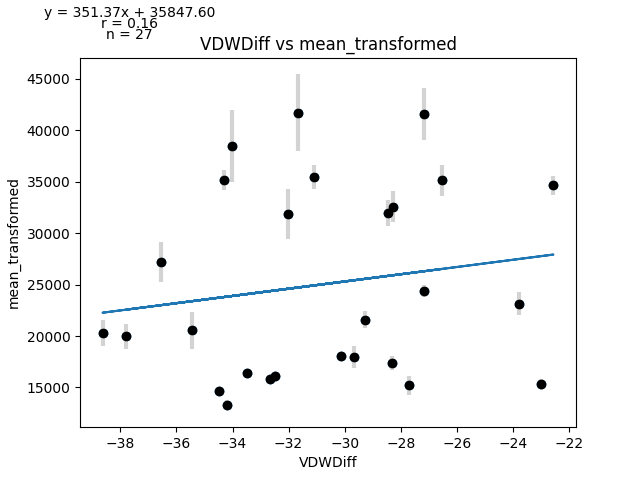 y = 351.37x + 35847.60
r = 0.16
n = 27
VDWDiff vs mean_transformed
45000
40000
35000
30000
25000
20000
15000
mean_transformed
−38 −36 −34 −32 −30 −28 −26 −24 −22
VDWDiff